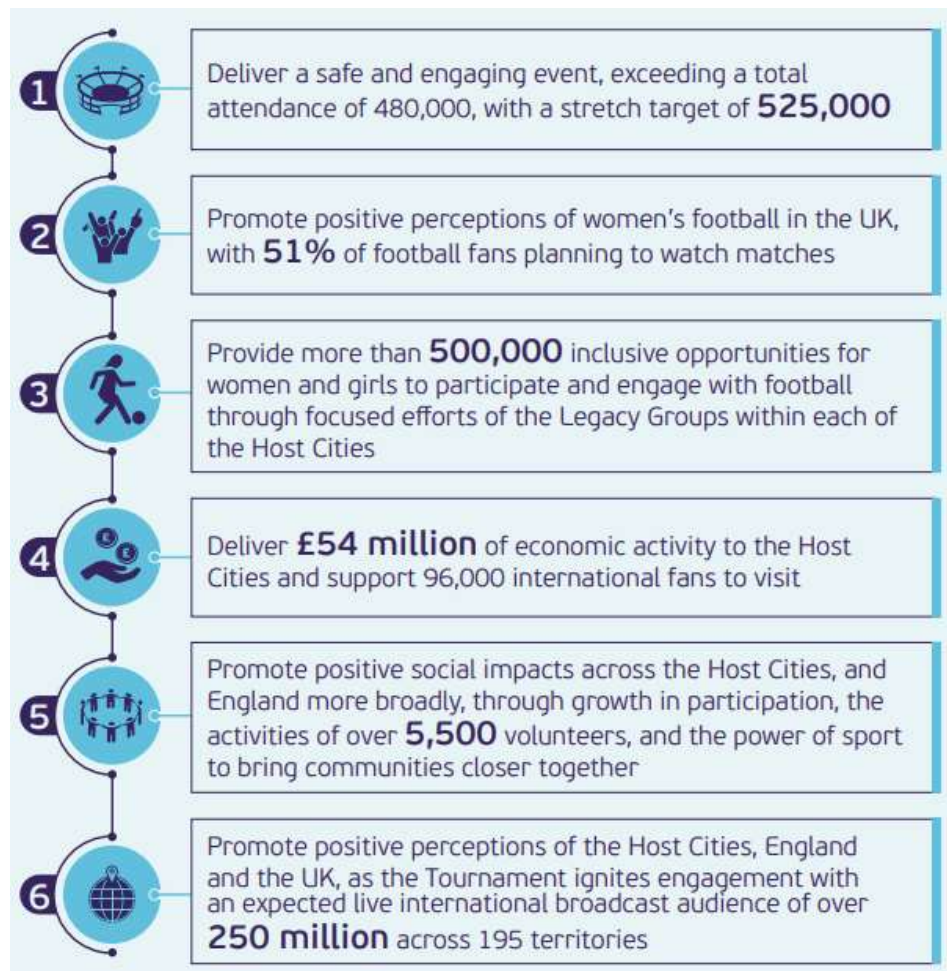 1
Deliver a safe and engaging event, exceeding a total
attendance of 480,000, with a stretch target of 525,000
2
Promote positive perceptions of women's football in the UK,
with 51% of football fans planning to watch matches
3
Provide more than 500,000 inclusive opportunities for
women and girls to participate and engage with football
through focused efforts of the Legacy Groups within each of
the Host Cities
4
£
£
Deliver £54 million of economic activity to the Host
Cities and support 96,000 international fans to visit
5
Promote positive social impacts across the Host Cities, and
England more broadly, through growth in participation, the
activities of over 5,500 volunteers, and the power of sport
to bring communities closer together
6
Promote positive perceptions of the Host Cities, England
and the UK, as the Tournament ignites engagement with
an expected live international broadcast audience of over
250 million across 195 territories